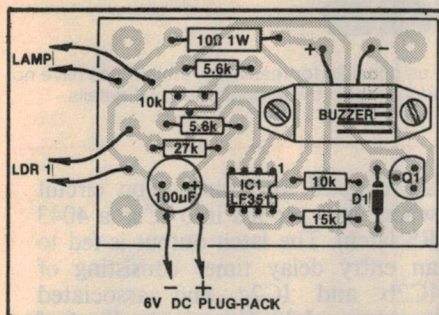 LAMP
10Ω 1W
5.6k
+ -
10k
5.6k
BUZZER
LDR 1
27k
100µF +
IC1
LF351
1
10k
15k
D1
Q1
- +
6V DC PLUG-PACK